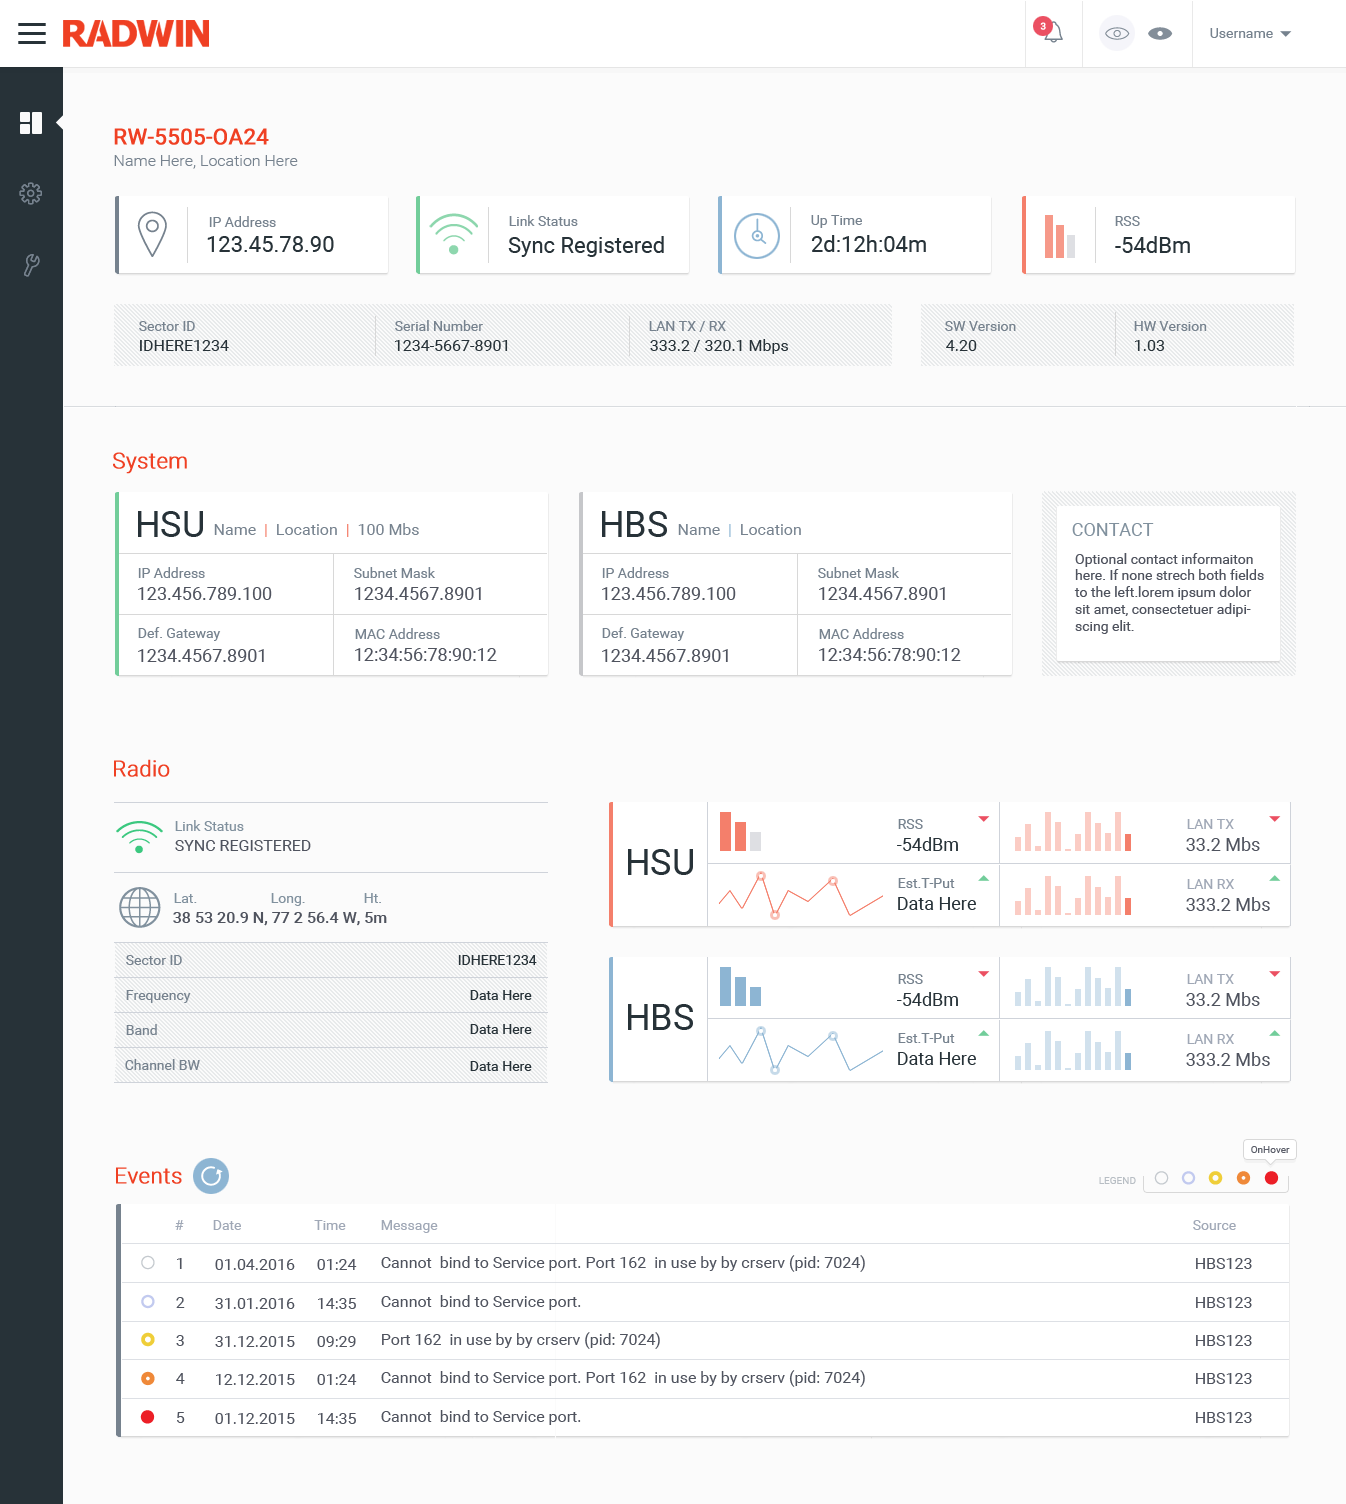 RADWIN
3
Username
RW-5505-OA24
Name Here, Location Here
IP Address
123.45.78.90
Link Status
Sync Registered
Up Time
2d:12h:04m
RSS
-54dBm
Sector ID
IDHERE1234
Serial Number
1234-5667-8901
LAN TX / RX
333.2 / 320.1 Mbps
SW Version
4.20
HW Version
1.03
System
HSU Name | Location | 100 Mbs
IP Address
123.456.789.100
Subnet Mask
1234.4567.8901
Def. Gateway
1234.4567.8901
MAC Address
12:34:56:78:90:12
HBS Name | Location
IP Address
123.456.789.100
Subnet Mask
1234.4567.8901
Def. Gateway
1234.4567.8901
MAC Address
12:34:56:78:90:12
CONTACT
Optional contact informaiton
here. If none strech both fields
to the left.lorem ipsum dolor
sit amet, consectetuer adipi-
scing elit.
Radio
Link Status
SYNC REGISTERED
Lat. Long. Ht.
38 53 20.9 N, 77 2 56.4 W, 5m
Sector ID IDHERE1234
Frequency Data Here
Band Data Here
Channel BW Data Here
HSU
RSS
-54dBm
LAN TX
33.2 Mbs
Est.T-Put
Data Here
LAN RX
333.2 Mbs
HBS
RSS
-54dBm
LAN TX
33.2 Mbs
Est.T-Put
Data Here
LAN RX
333.2 Mbs
Events
OnHover
LEGEND
# Date Time Message Source
1 01.04.2016 01:24 Cannot  bind to Service port. Port 162  in use by by crserv (pid: 7024) HBS123
2 31.01.2016 14:35 Cannot  bind to Service port. HBS123
3 31.12.2015 09:29 Port 162  in use by by crserv (pid: 7024) HBS123
4 12.12.2015 01:24 Cannot  bind to Service port. Port 162  in use by by crserv (pid: 7024) HBS123
5 01.12.2015 14:35 Cannot  bind to Service port. HBS123